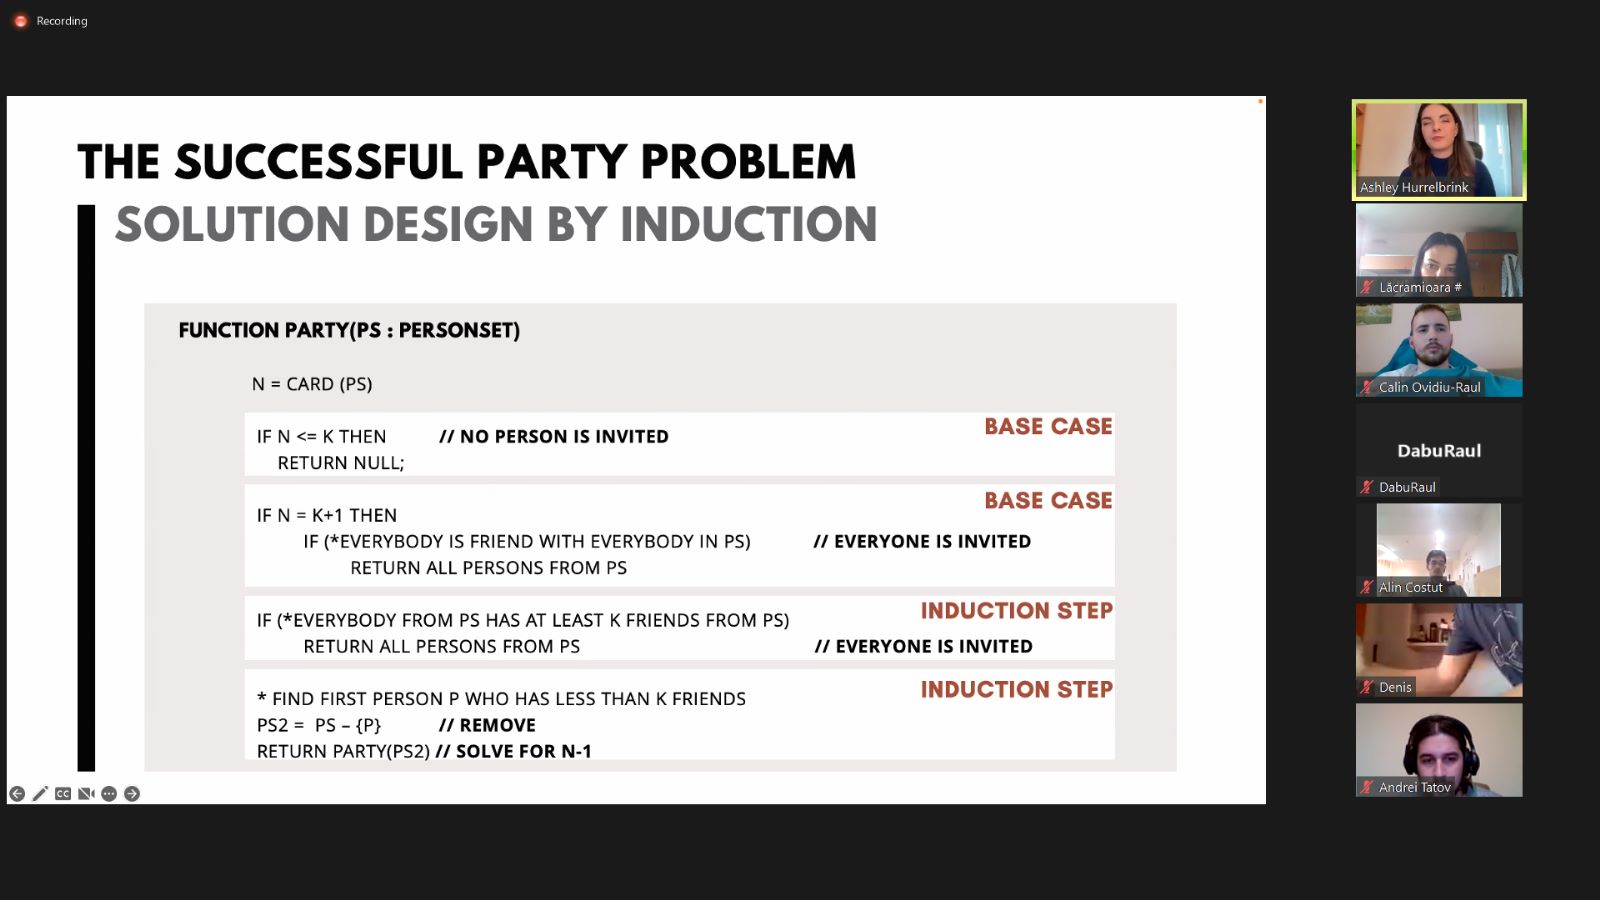 Recording
THE SUCCESSFUL PARTY PROBLEM
SOLUTION DESIGN BY INDUCTION
FUNCTION PARTY(PS : PERSONSET)
N = CARD (PS)
BASE CASE
IF N <= K THEN // NO PERSON IS INVITED
RETURN NULL;
BASE CASE
IF N = K+1 THEN
IF (*EVERYBODY IS FRIEND WITH EVERYBODY IN PS) // EVERYONE IS INVITED
RETURN ALL PERSONS FROM PS
INDUCTION STEP
IF (*EVERYBODY FROM PS HAS AT LEAST K FRIENDS FROM PS)
RETURN ALL PERSONS FROM PS // EVERYONE IS INVITED
INDUCTION STEP
* FIND FIRST PERSON P WHO HAS LESS THAN K FRIENDS
PS2 = PS – {P} // REMOVE
RETURN PARTY(PS2) // SOLVE FOR N-1
CC
Ashley Hurrelbrink
Lăcramioara #
Calin Ovidiu-Raul
DabuRaul
DabuRaul
Alin Costut
Denis
Andrei Tatov